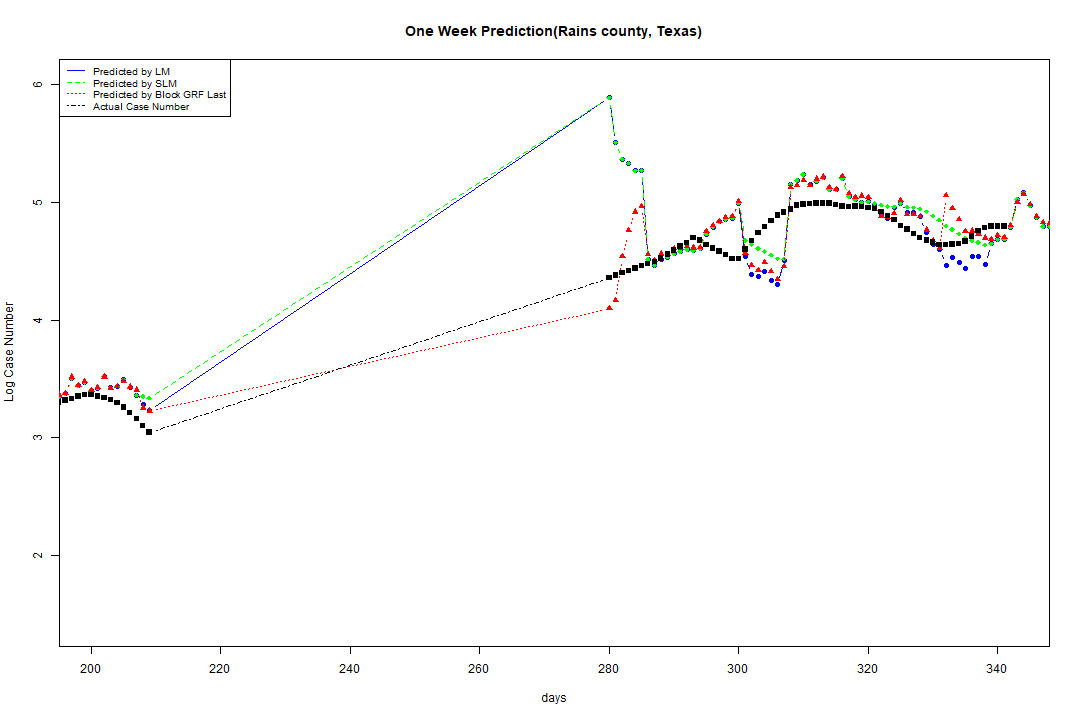 One Week Prediction(Rains county, Texas)
Predicted by LM
Predicted by SLM
Predicted by Block GRF Last
Actual Case Number
6
5
4
3
2
Log Case Number
200 220 240 260 280 300 320 340
days